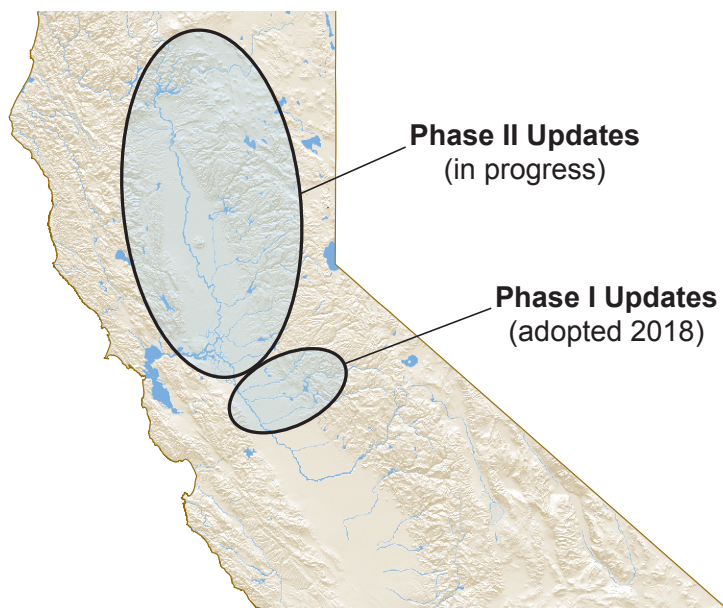 Phase II Updates
(in progress)
Phase I Updates
(adopted 2018)